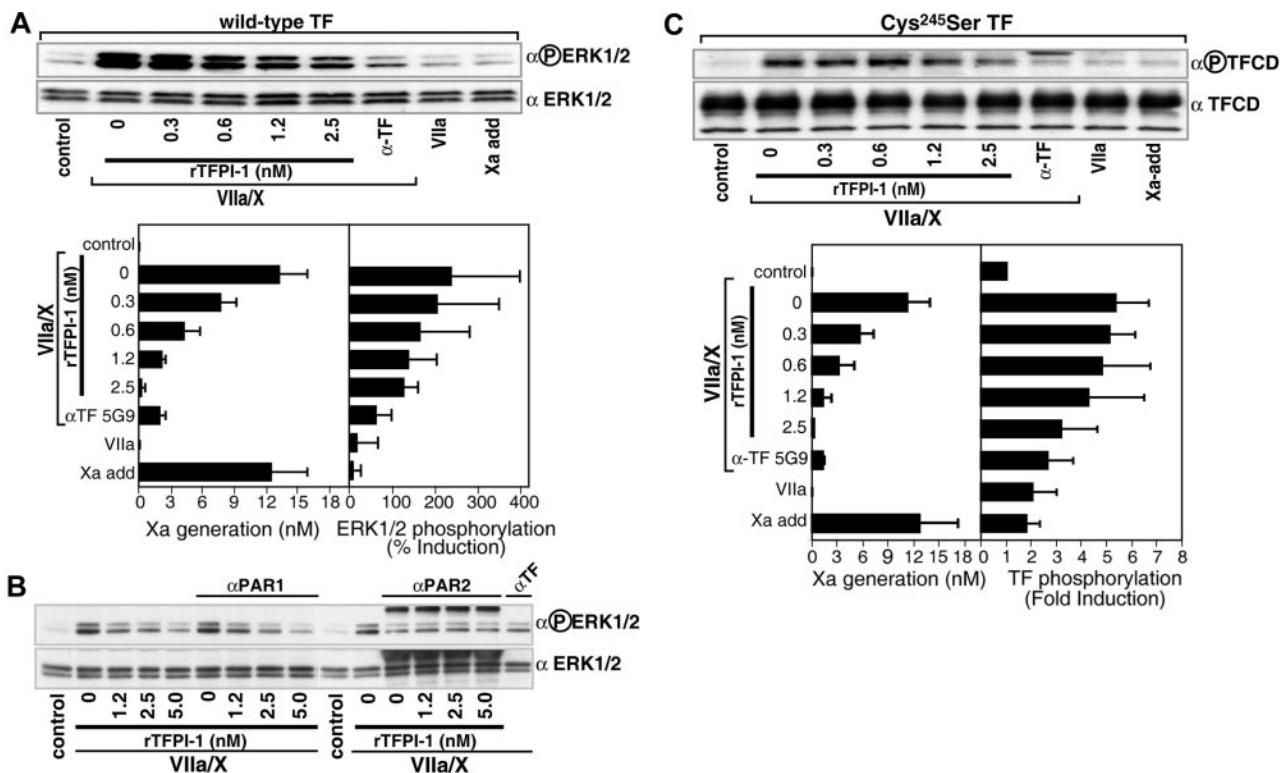 A
wild-type TF
αⓅERK1/2
α ERK1/2
control
0
0.3
0.6
1.2
2.5
α-TF
VIIa
Xa add
rTFPI-1 (nM)
VIIa/X
control
0
0.3
0.6
1.2
2.5
αTF 5G9
VIIa
Xa add
VIIa/X
rTFPI-1 (nM)
0 3 6 9 12 15 18
0 100 200 300 400
Xa generation (nM)
ERK1/2 phosphorylation
(% Induction)
B
αPAR1
αPAR2
αTF
αⓅERK1/2
α ERK1/2
control
0
1.2
2.5
5.0
0
1.2
2.5
5.0
control
0
0
1.2
2.5
5.0
rTFPI-1 (nM)
rTFPI-1 (nM)
VIIa/X
VIIa/X
C
Cys²⁴⁵Ser TF
αⓅTFCD
α TFCD
control
0
0.3
0.6
1.2
2.5
α-TF
VIIa
Xa-add
rTFPI-1 (nM)
VIIa/X
control
0
0.3
0.6
1.2
2.5
α-TF 5G9
VIIa
Xa add
VIIa/X
rTFPI-1 (nM)
0 3 6 9 12 15 18
0 1 2 3 4 5 6 7 8
Xa generation (nM)
TF phosphorylation
(Fold Induction)